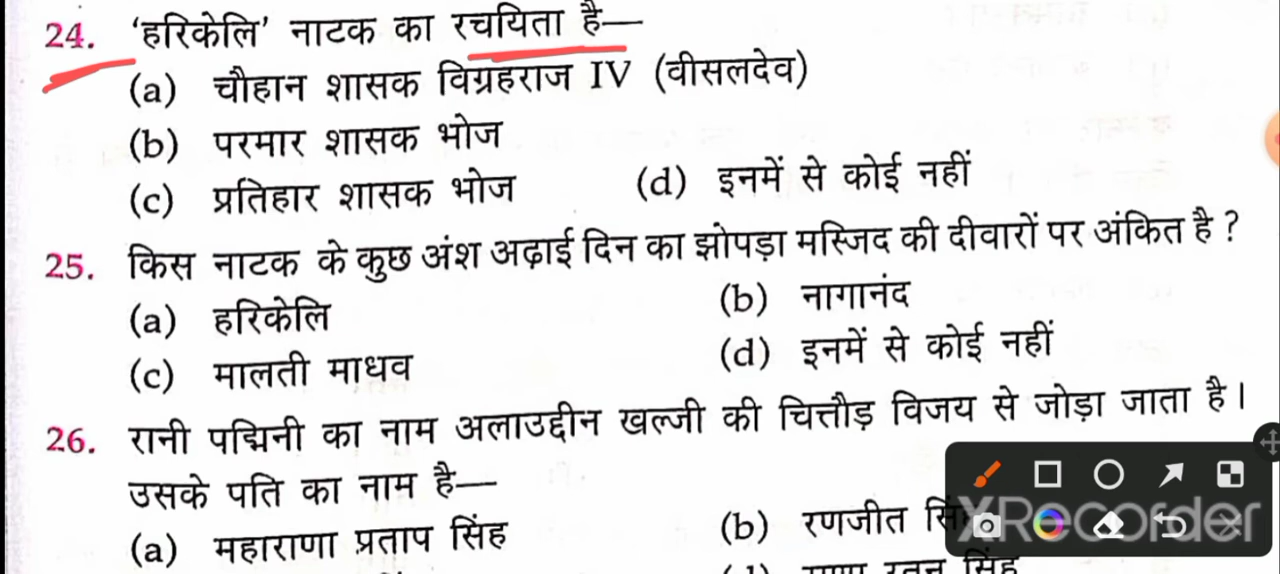 24. ‘हरिकेलि’ नाटक का रचयिता है—
(a) चौहान शासक विग्रहराज IV (वीसलदेव)
(b) परमार शासक भोज
(c) प्रतिहार शासक भोज (d) इनमें से कोई नहीं
25. किस नाटक के कुछ अंश अढ़ाई दिन का झोपड़ा मस्जिद की दीवारों पर अंकित है ?
(a) हरिकेलि (b) नागानंद
(c) मालती माधव (d) इनमें से कोई नहीं
26. रानी पद्मिनी का नाम अलाउद्दीन खल्जी की चित्तौड़ विजय से जोड़ा जाता है।
उसके पति का नाम है—
(a) महाराणा प्रताप सिंह (b) रणजीत
XRecorder